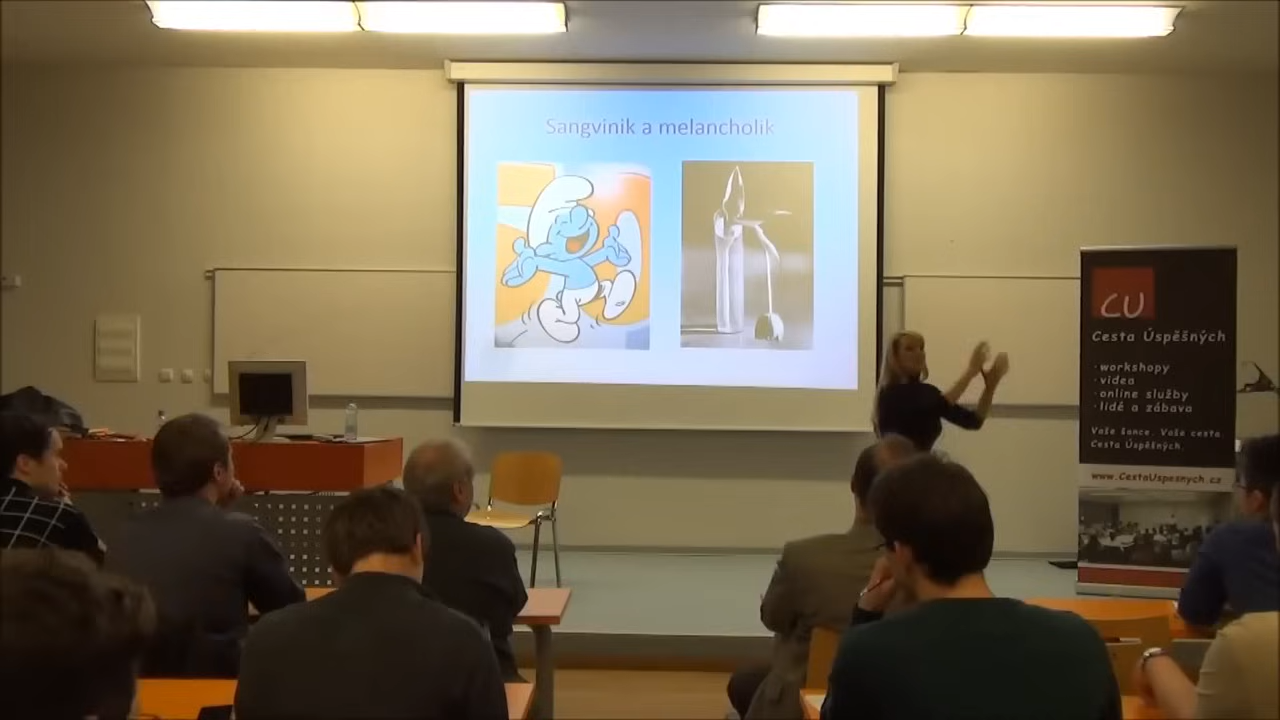 Sangvinik a melancholik
CU
Cesta Úspěšných
· workshopy
· videa
· online služby
· lidé a zábava
Vaše šance. Vaše cesta.
Cesta Úspěšných.
www.CestaUspesnych.cz